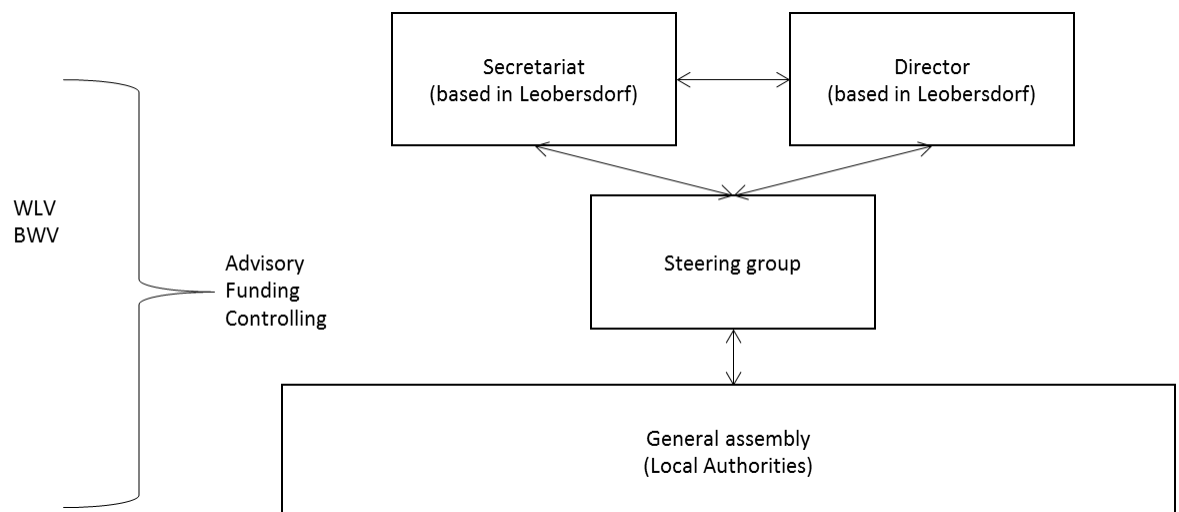 Secretariat
(based in Leobersdorf)
Director
(based in Leobersdorf)
WLV
BWV
Advisory
Funding
Controlling
Steering group
General assembly
(Local Authorities)